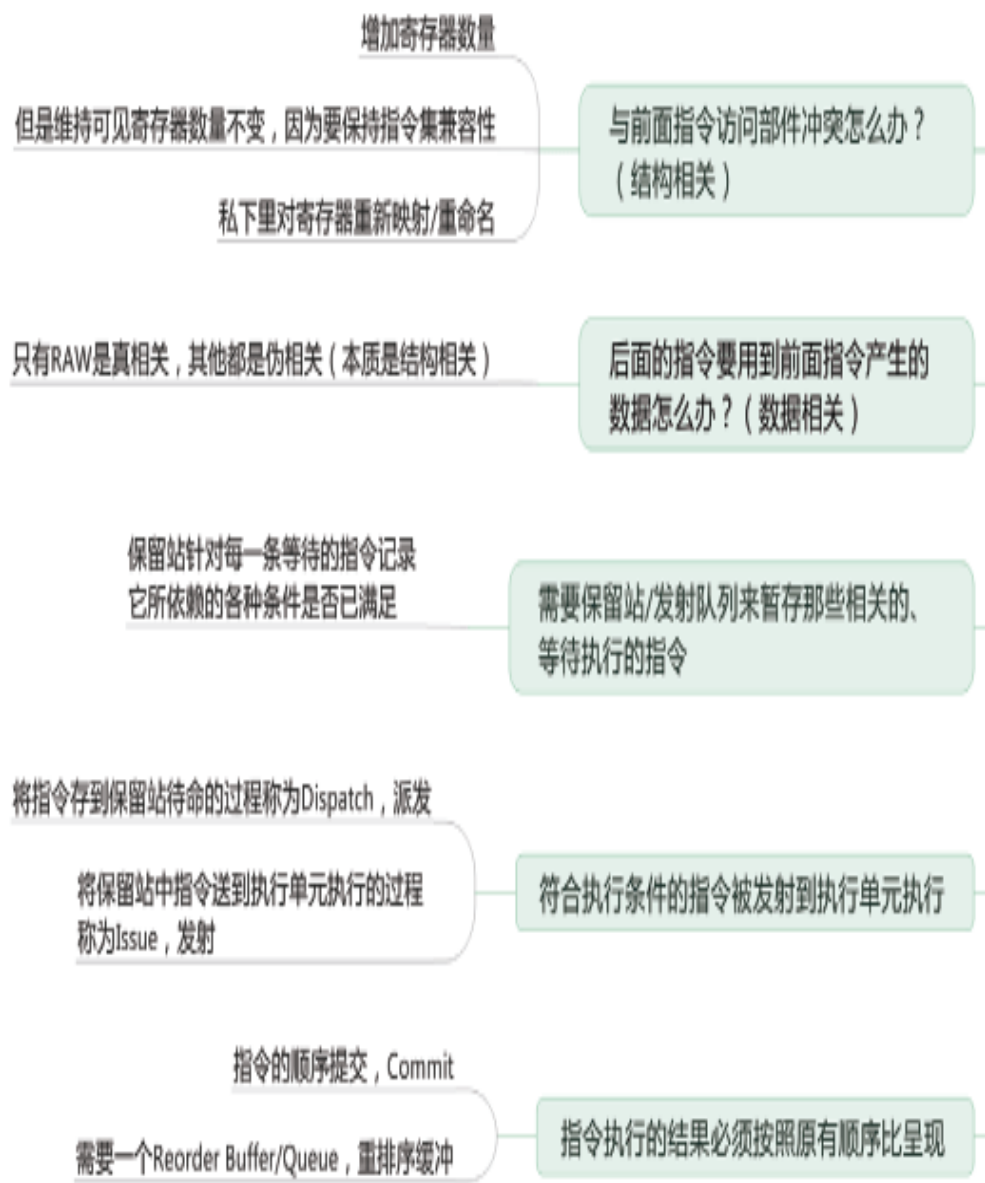 增加寄存器数量
但是维持可见寄存器数量不变，因为要保持指令集兼容性
私下里对寄存器重新映射/重命名
与前面指令访问部件冲突怎么办？
（结构相关）
只有RAW是真相关，其他都是伪相关（本质是结构相关）
后面的指令要用到前面指令产生的
数据怎么办？（数据相关）
保留站针对每一条等待的指令记录
它所依赖的各种条件是否已满足
需要保留站/发射队列来暂存那些相关的、
等待执行的指令
将指令存到保留站待命的过程称为Dispatch，派发
将保留站中指令送到执行单元执行的过程
称为Issue，发射
符合执行条件的指令被发射到执行单元执行
指令的顺序提交，Commit
需要一个Reorder Buffer/Queue，重排序缓冲
指令执行的结果必须按照原有顺序比呈现